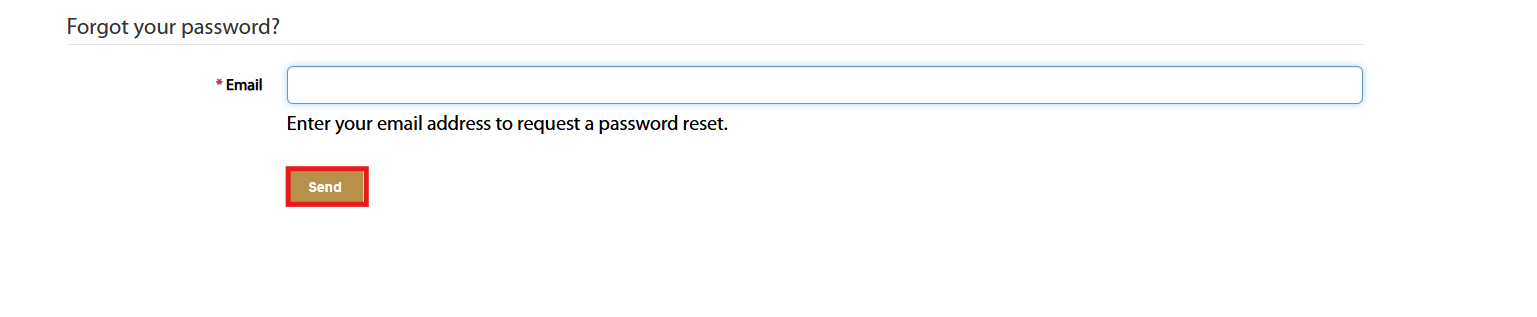 Forgot your password?
* Email
Enter your email address to request a password reset.
Send